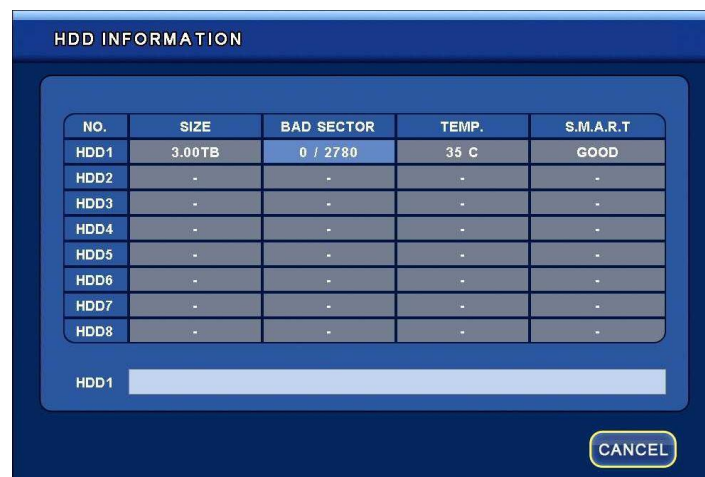 HDD INFORMATION
NO. SIZE BAD SECTOR TEMP. S.M.A.R.T
HDD1 3.00TB 0 / 2780 35 C GOOD
HDD2 - - - -
HDD3 - - - -
HDD4 - - - -
HDD5 - - - -
HDD6 - - - -
HDD7 - - - -
HDD8 - - - -
HDD1
CANCEL